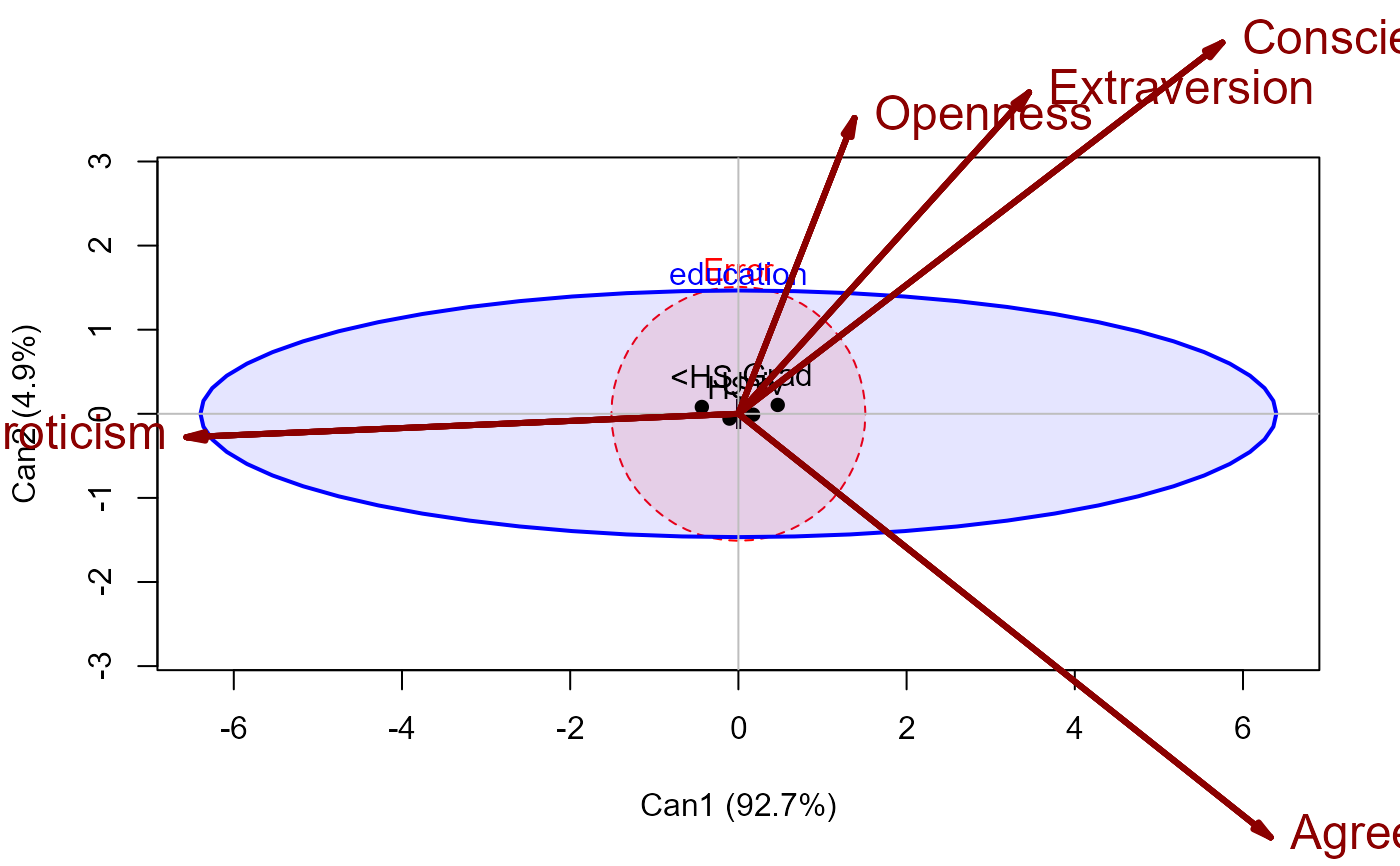 Conscie
Extraversion
Openness
3
2
1
0
-1
-2
-3
Can2 (4.9%)
Error
education
<HS Grad
roticism
Agree
-6
-4
-2
0
2
4
6
Can1 (92.7%)